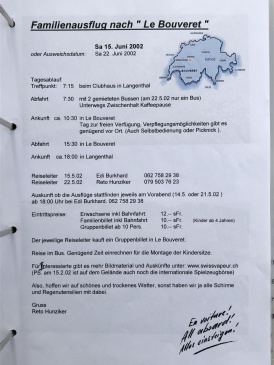 Familienausflug nach " Le Bouveret "
Sa 15. Juni 2002
oder Ausweichsdatum: Sa 22. Juni 2002
Tagesablauf
Treffpunkt: 7:15 beim Clubhaus in Langenthal
Abfahrt 7:30 mit 2 gemieteten Bussen (am 22.5.02 nur ein Bus)
Unterwegs Zwischenhalt Kaffeepause
Ankunft ca. 10:30 in Le Bouveret
Tag zur freien Verfügung, Verpflegungsmöglichkeiten gibt es
genügend vor Ort. (Auch Selbstbedienung oder Picknick ).
Abfahrt 15:30 in Le Bouveret
Ankunft ca.18:00 in Langenthal
Reiseleiter 15.5.02 Edi Burkhard 062 758 29 38
Reiseleiter 22.5.02 Reto Hunziker 079 503 76 23
Auskunft ob die Ausflüge stattfinden jeweils am Vorabend (14.5. oder 21.5.02 )
ab 18:00 Uhr bei Edi Burkhard. 062 758 29 38
Eintrittspreise: Erwachsene inkl Bahnfahrt 12.-- sFr.
Familienbillet inkl Bahnfahrt 10.-- sFr. (Kinder ab 4 Jahren)
Gruppenbillet ab 10 Pers. 10.-- sFr.
Der jeweilige Reiseleiter kauft ein Gruppenbillet in Le Bouveret.
Reise im Bus. Genügend Zeit einrechnen für die Montage der Kindersitze.
Für Interessierte gibt es mehr Bildmaterial und Auskünfte unter: www.swissvapeur.ch
(PS. am 15.2.02 ist auf dem Gelände auch noch die internationale Spielzeugbörse)
Also, hoffen wir auf schönes und trockenes Wetter, sonst haben wir ja alle Schirme
Und Regenutensilien mit dabei.
Gruss
Reto Hunziker
En voiture!
All aboard!
Alles einsteigen!